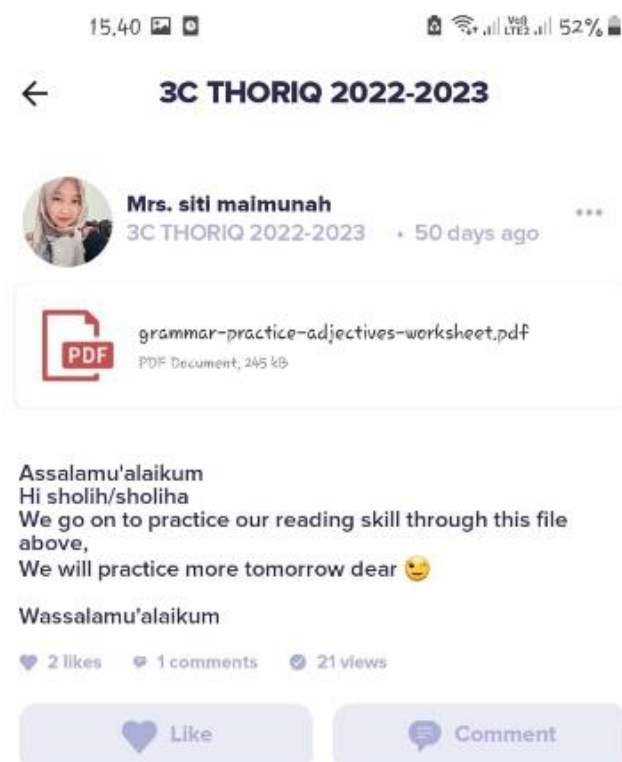 15,40 VoI) LTE2 52%
3C THORIQ 2022-2023
Mrs. siti maimunah
3C THORIQ 2022-2023 • 50 days ago
PDF
grammar-practice-adjectives-worksheet.pdf
PDF Document, 245 kB
Assalamu'alaikum
Hi sholih/sholiha
We go on to practice our reading skill through this file
above,
We will practice more tomorrow dear 😉
Wassalamu'alaikum
2 likes 1 comments 21 views
Like Comment